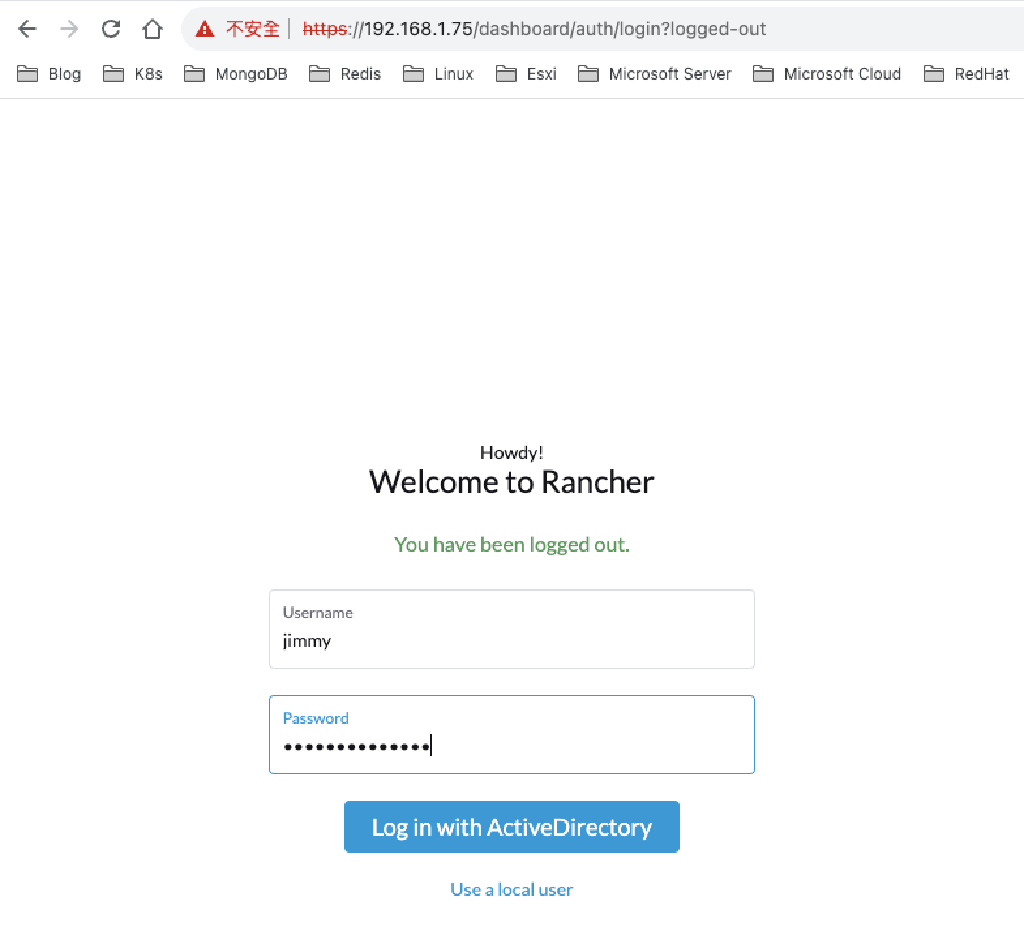 不安全 https://192.168.1.75/dashboard/auth/login?logged-out
Blog K8s MongoDB Redis Linux Esxi Microsoft Server Microsoft Cloud RedHat
Howdy!
Welcome to Rancher
You have been logged out.
Username
jimmy
Password
••••••••••••••
Log in with ActiveDirectory
Use a local user